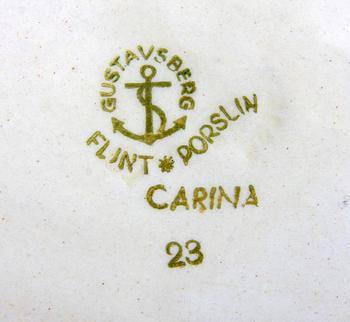 GUSTAVSBERG
FLINT * PORSLIN
CARINA
23